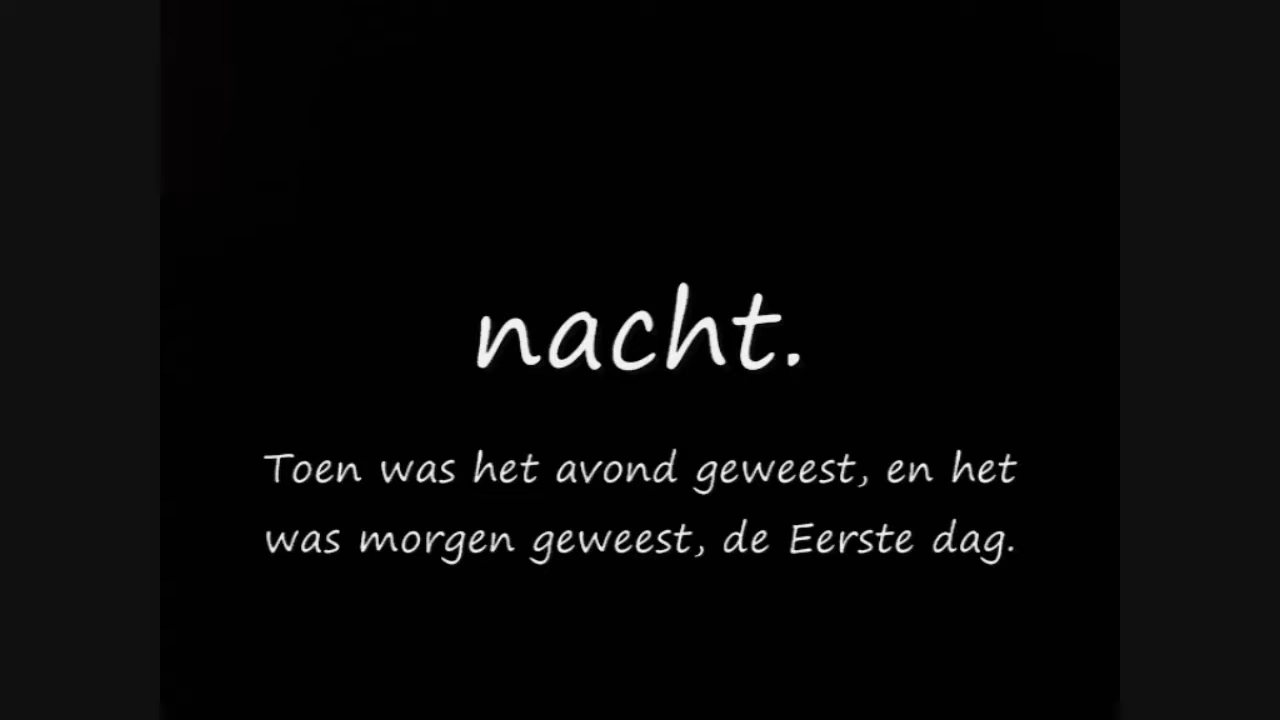 nacht.
Toen was het avond geweest, en het
was morgen geweest, de Eerste dag.